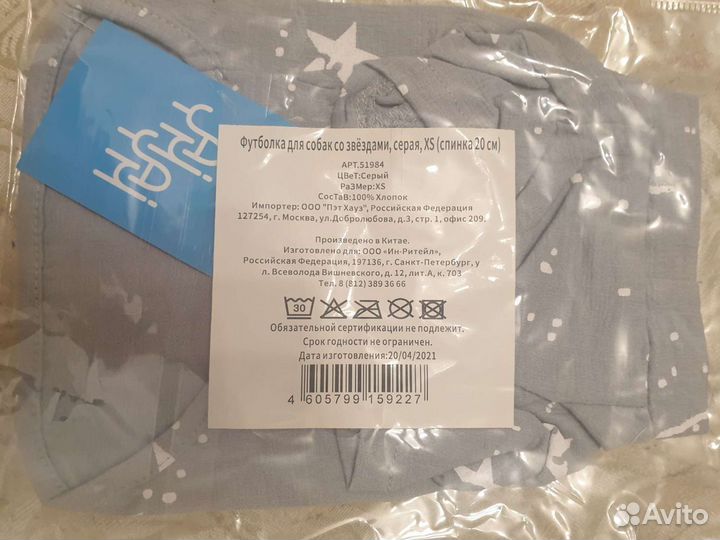 Футболка для собак со звёздами, серая, XS (спинка 20 см)
АРТ.51984
ЦВеТ:Серый
РаЗМер:XS
СосТаВ:100% Хлопок
Импортер: ООО "Пэт Хауз", Российская Федерация
127254, г. Москва, ул.Добролюбова, д.3, стр. 1, офис 209.
Произведено в Китае.
Изготовлено для: ООО «Ин-Ритейл»,
Российская Федерация, 197136, г. Санкт-Петербург, у
л. Всеволода Вишневского, д. 12, лит.А, к. 703
Тел. 8 (812) 389 36 66
30
Обязательной сертификации не подлежит.
Срок годности не ограничен.
Дата изготовления:20/04/2021
4 605799 159227
Avito